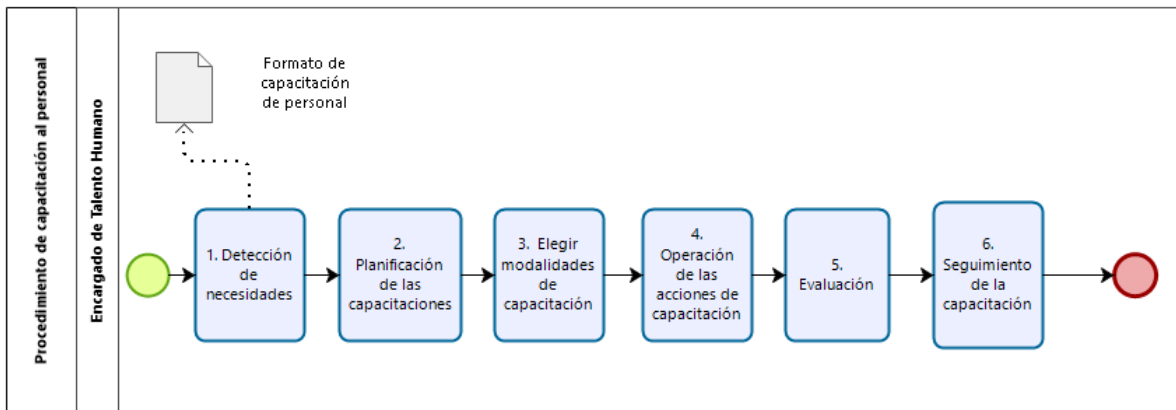 Procedimiento de capacitación al personal
Encargado de Talento Humano
Formato de
capacitación
de personal
1. Detección
de
necesidades
2.
Planificación
de las
capacitaciones
3. Elegir
modalidades
de
capacitación
4.
Operación
de las
acciones de
capacitación
5.
Evaluación
6.
Seguimiento
de la
capacitación